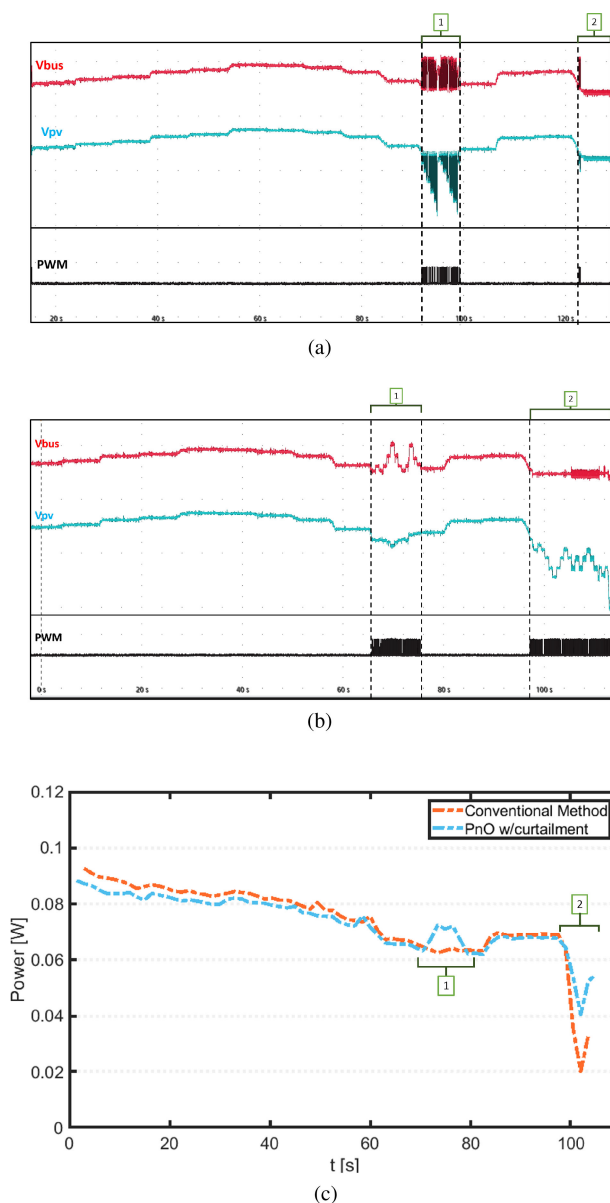 1
2
Vbus
Vpv
PWM
20 s
40 s
60 s
80 s
100 s
120 s
(a)
1
2
Vbus
Vpv
PWM
0 s
20 s
40 s
60 s
80 s
100 s
(b)
0.12
0.1
0.08
0.06
0.04
0.02
0
Power [W]
Conventional Method
PnO w/curtailment
1
2
0
20
40
60
80
100
t [s]
(c)